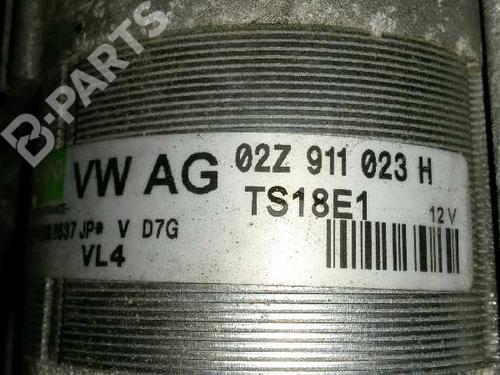 B-PARTS
VW AG 02Z 911 023 H
TS18E1 12 V
JP* V D7G
VL4